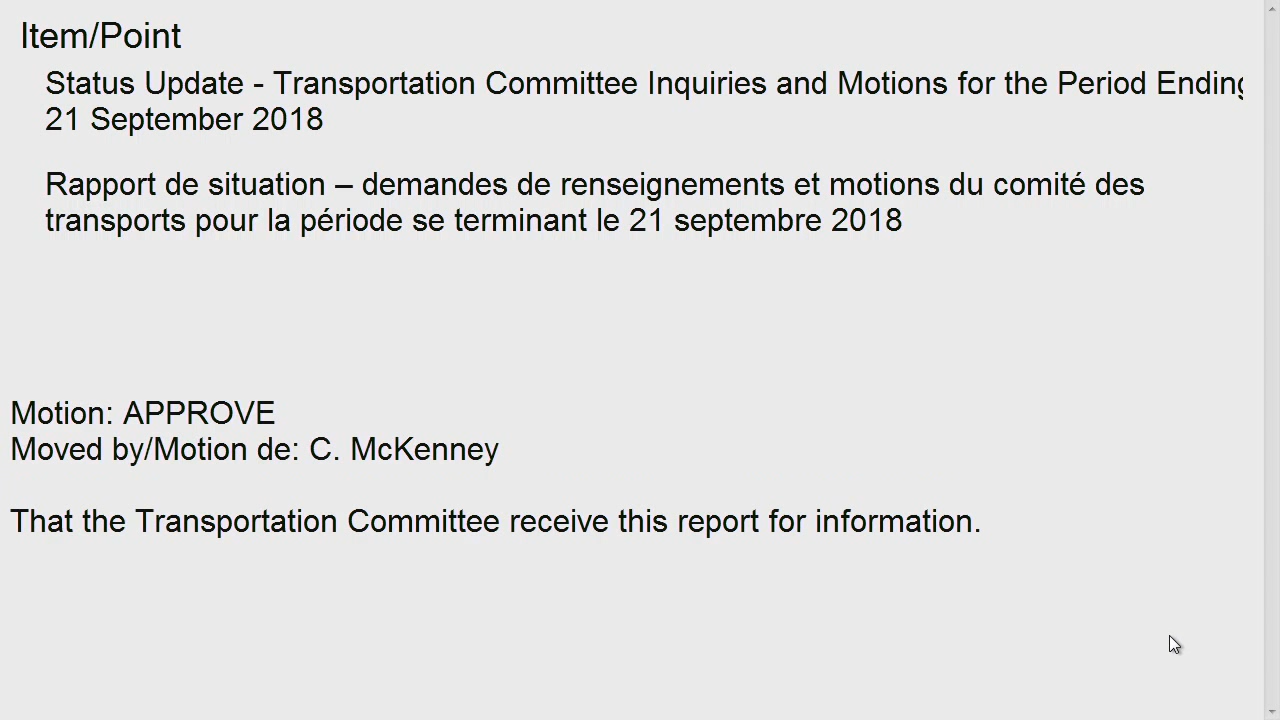 Item/Point
Status Update - Transportation Committee Inquiries and Motions for the Period Ending
21 September 2018
Rapport de situation – demandes de renseignements et motions du comité des
transports pour la période se terminant le 21 septembre 2018
Motion: APPROVE
Moved by/Motion de: C. McKenney
That the Transportation Committee receive this report for information.